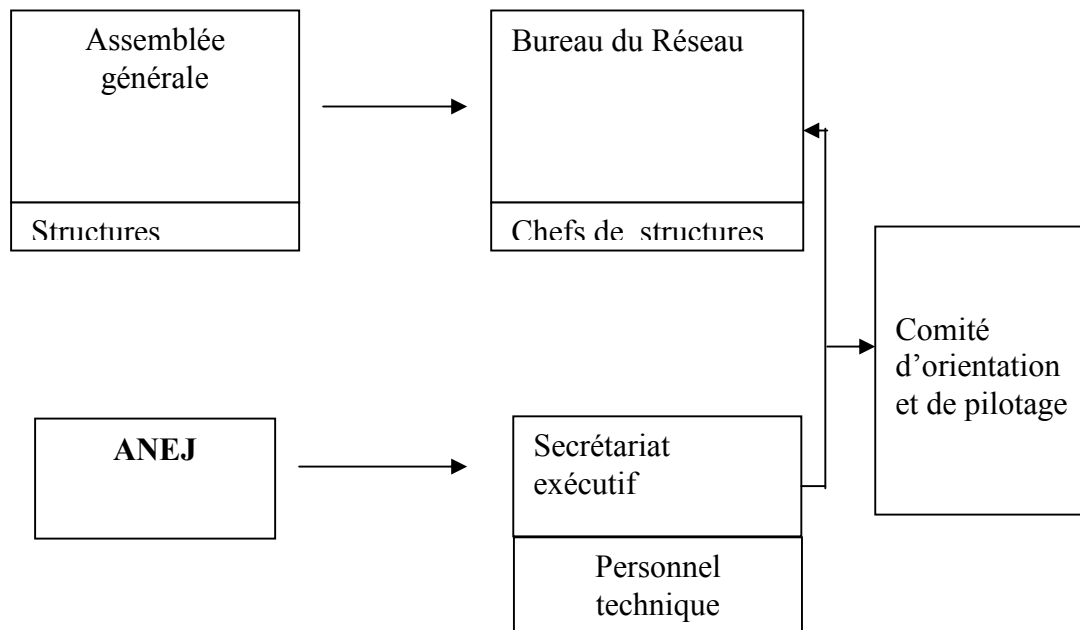 Assemblée
générale
Structures
Bureau du Réseau
Chefs de structures
Comité
d’orientation
et de pilotage
ANEJ
Secrétariat
exécutif
Personnel
technique